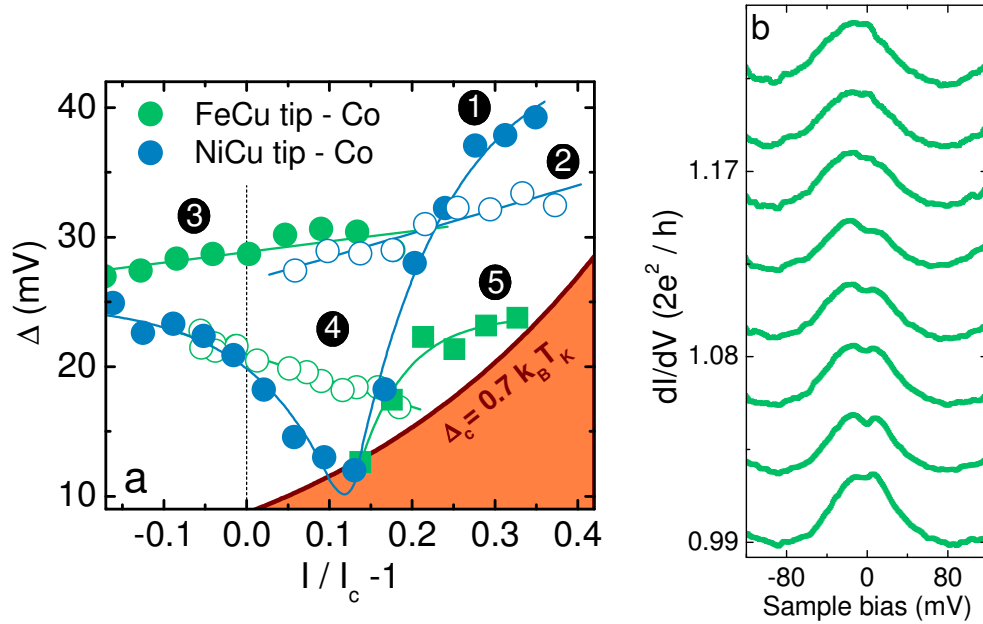 a
FeCu tip - Co
NiCu tip - Co
1
2
3
4
5
Δc = 0.7 kB TK
40
30
20
10
Δ (mV)
-0.1 0.0 0.1 0.2 0.3 0.4
I / Ic -1
b
1.17
1.08
0.99
dI/dV (2e² / h)
-80 0 80
Sample bias (mV)